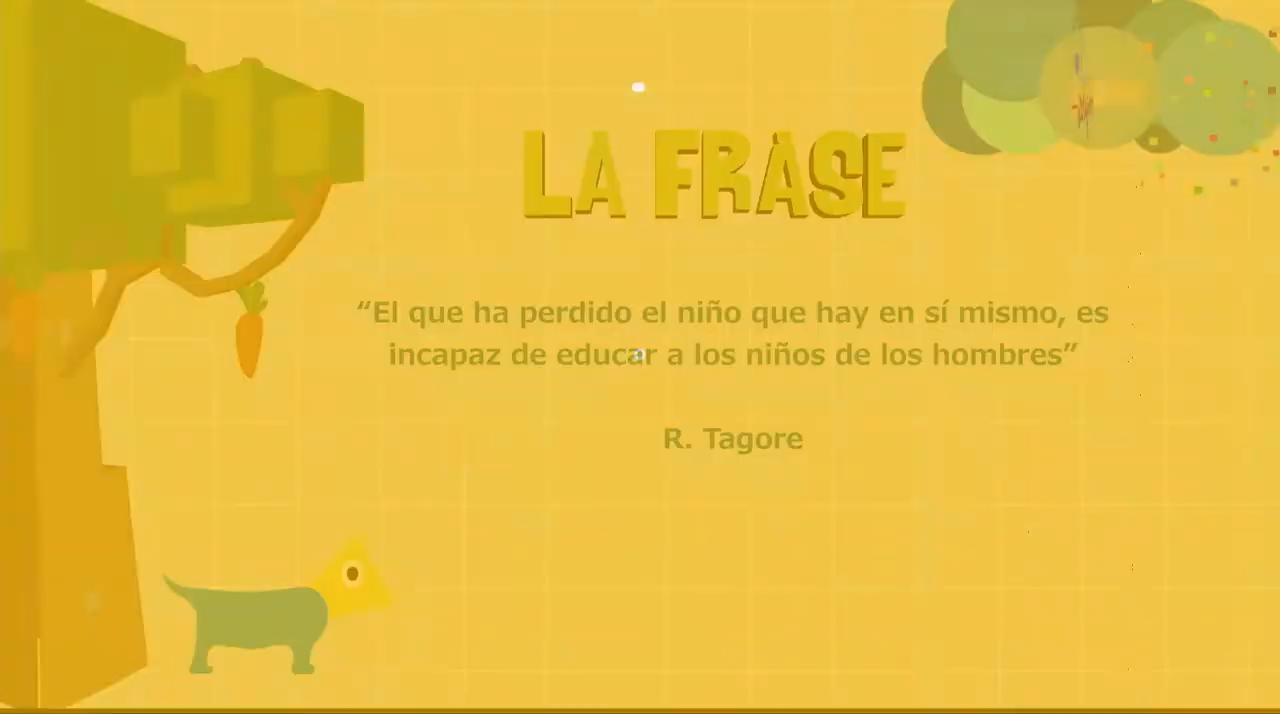 LA FRASE
“El que ha perdido el niño que hay en sí mismo, es
incapaz de educar a los niños de los hombres”
R. Tagore